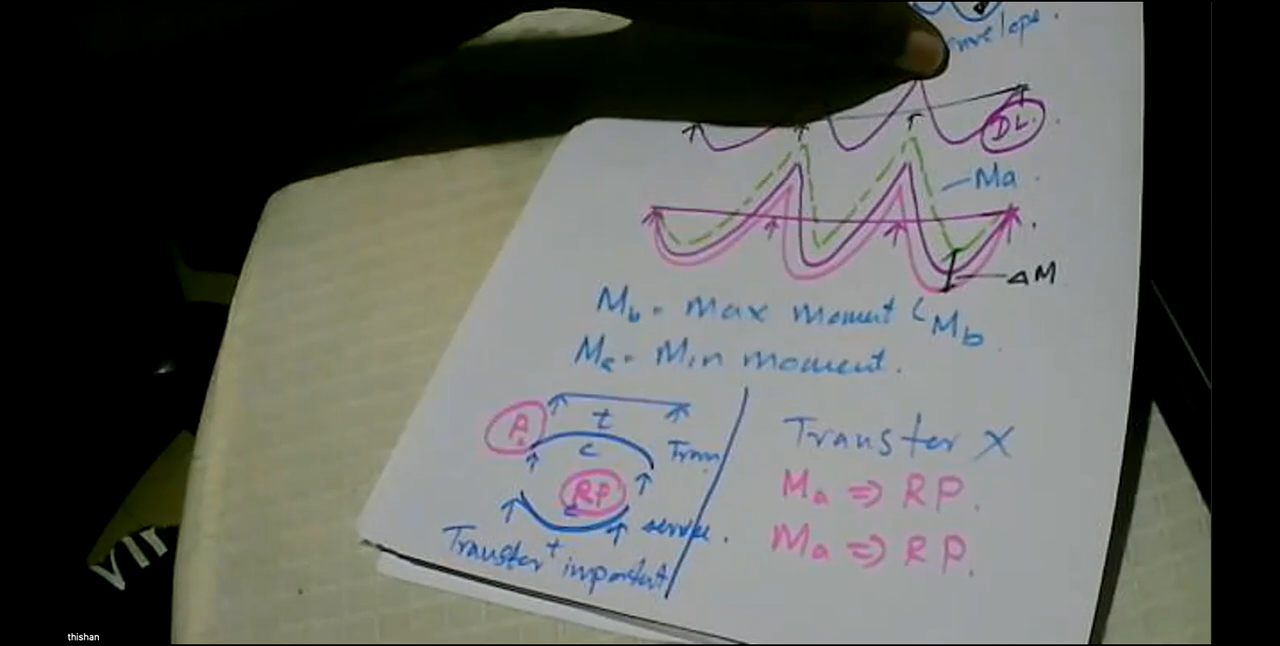 envelope.
DL
Ma
ΔM
Mb = Max Moment
Mb
Ma = Min moment.
A
t
c
Tran
RP
c
service.
Transfer + important
Transfer X
Ma ⇒ RP.
Ma ⇒ RP.
thishan